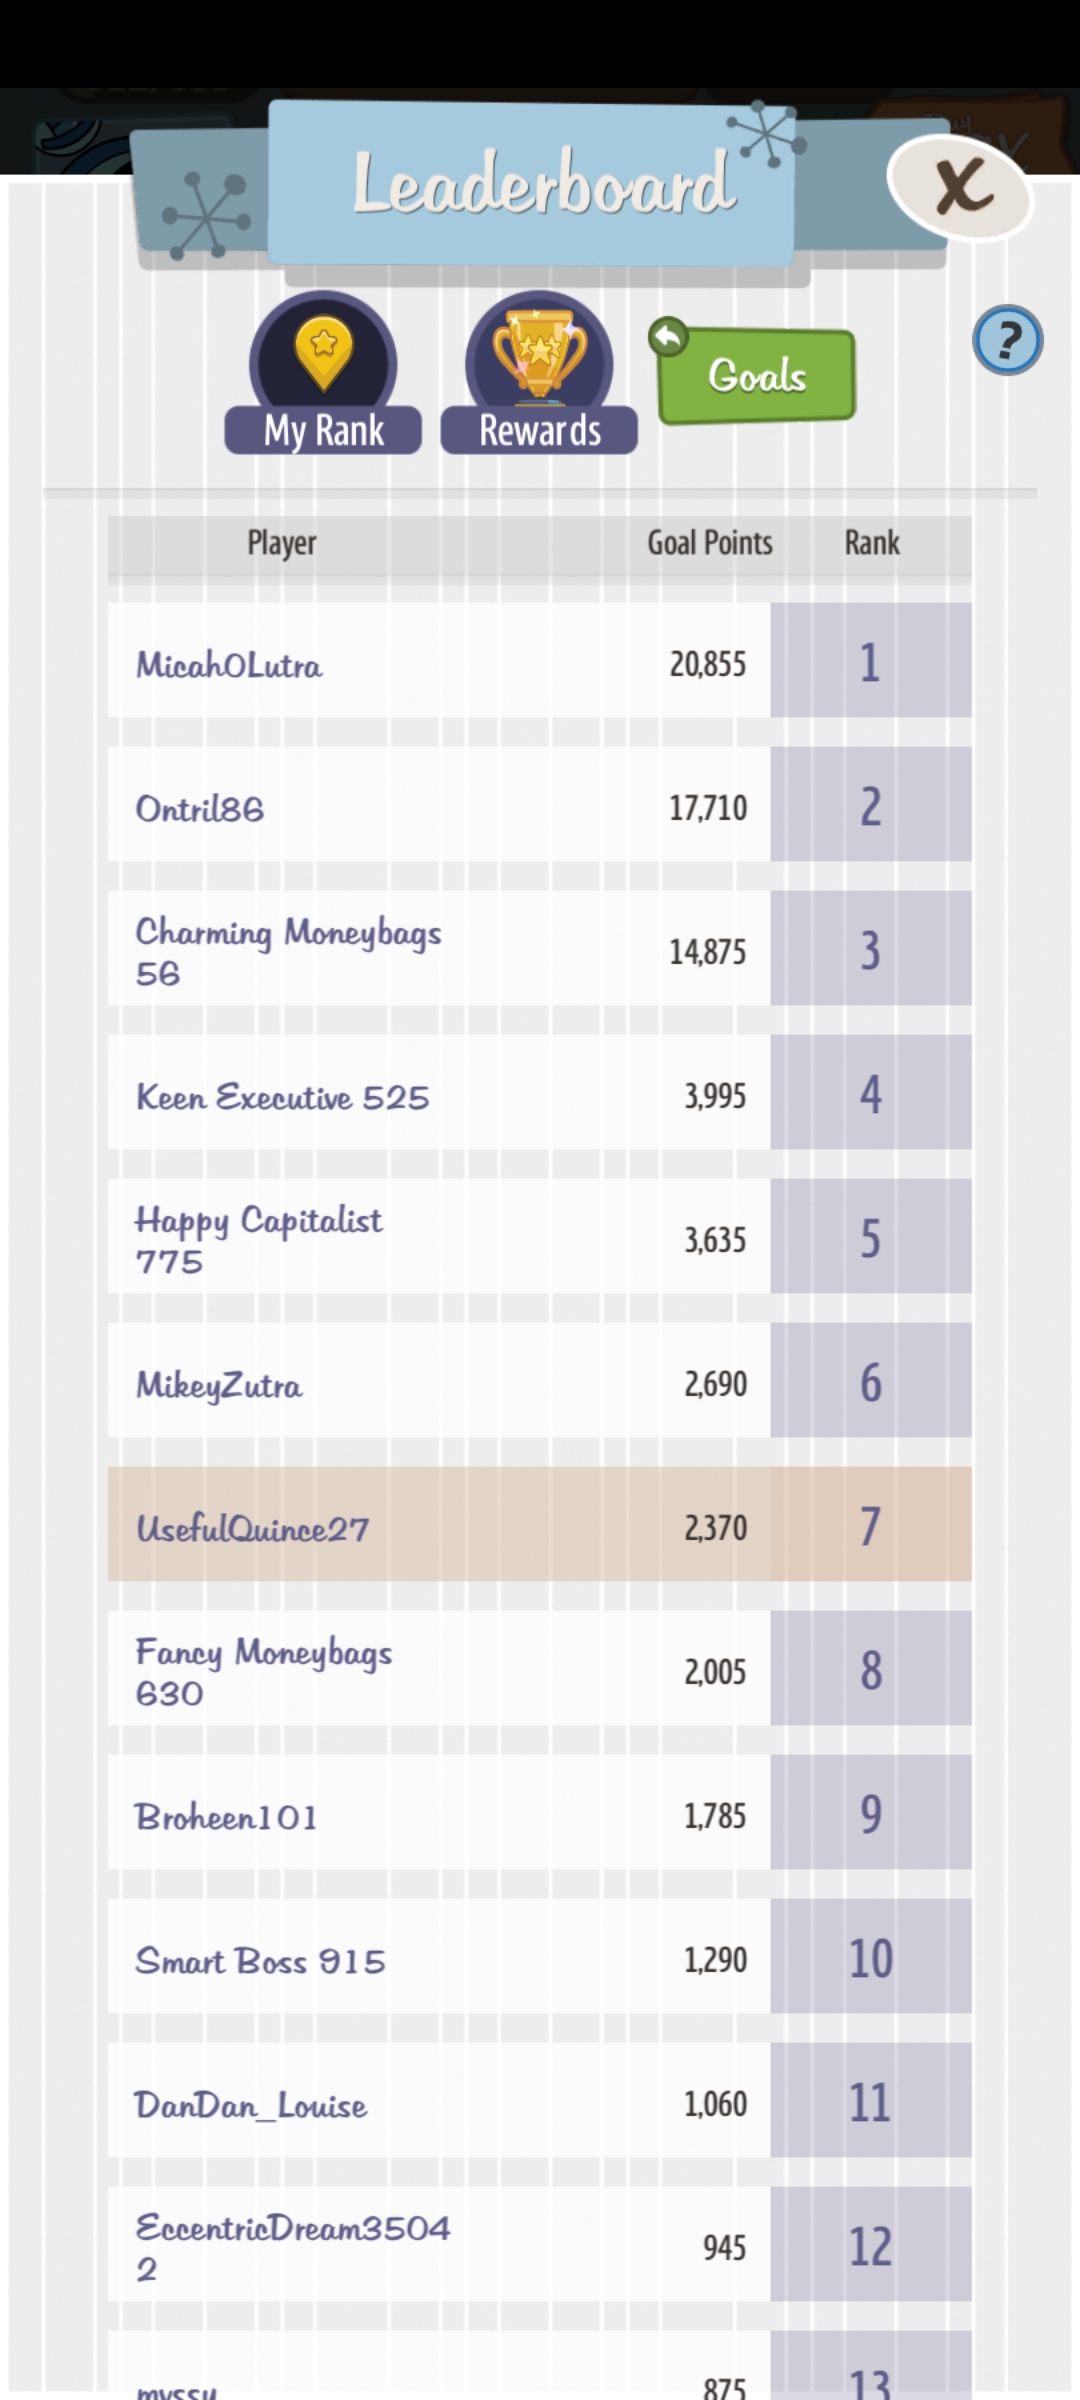 Leaderboard
X
My Rank
Rewards
Goals
?
Player Goal Points Rank
MicahOLutra 20,855 1
Ontril86 17,710 2
Charming Moneybags
56 14,875 3
Keen Executive 525 3,995 4
Happy Capitalist
775 3,635 5
MikeyZutra 2,690 6
UsefulQuince27 2,370 7
Fancy Moneybags
630 2,005 8
Broheen101 1,785 9
Smart Boss 915 1,290 10
DanDan_Louise 1,060 11
EccentricDream3504
2 945 12
myssy 875 13